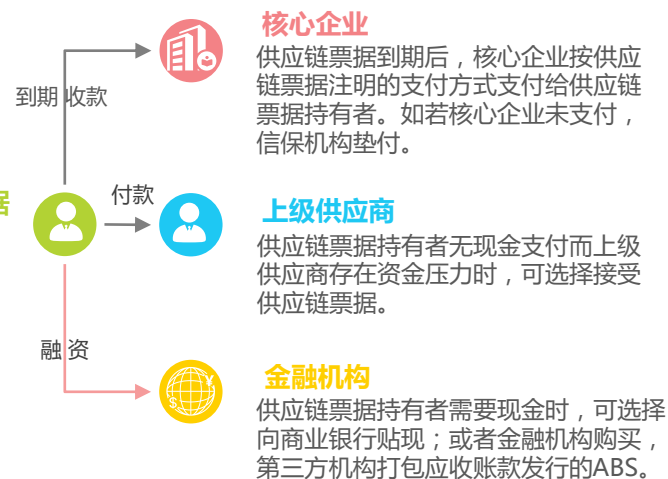 核心企业
供应链票据到期后，核心企业按供应
链票据注明的支付方式支付给供应链
票据持有者。如若核心企业未支付，
信保机构垫付。
到期 收款
据
付款
上级供应商
供应链票据持有者无现金支付而上级
供应商存在资金压力时，可选择接受
供应链票据。
融 资
金融机构
供应链票据持有者需要现金时，可选择
向商业银行贴现；或者金融机构购买，
第三方机构打包应收账款发行的ABS。